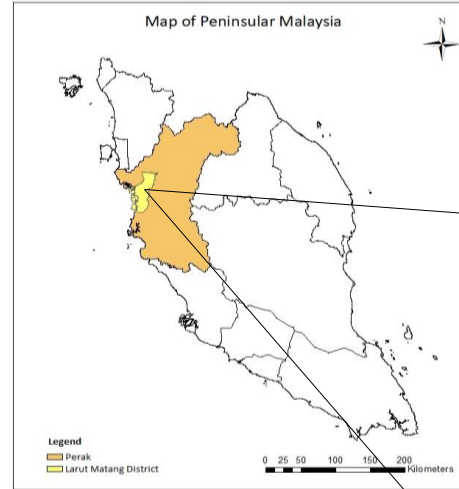 Map of Peninsular Malaysia
N
Legend
Perak
Larut Matang District
0 25 50 100 150 200
Kilometers